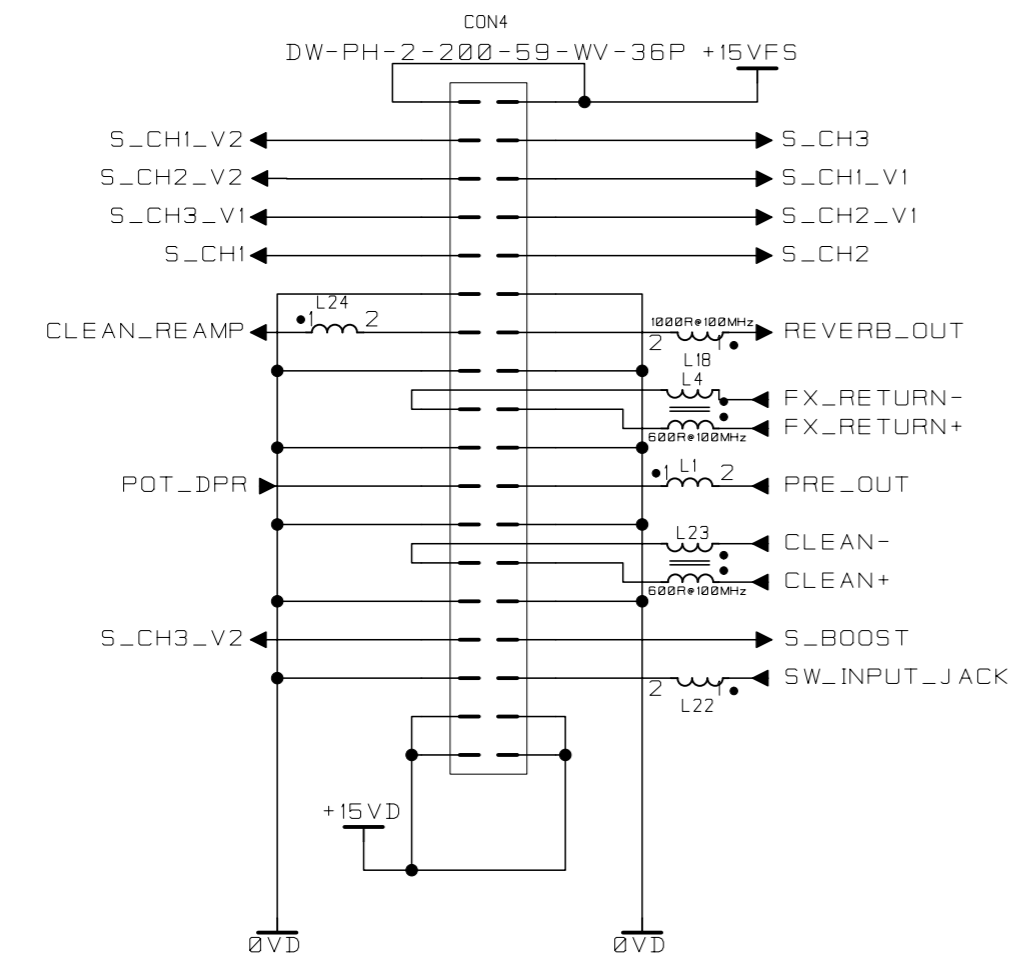 CON4
DW-PH-2-200-59-WV-36P +15VFS
S_CH1_V2 S_CH3
S_CH2_V2 S_CH1_V1
S_CH3_V1 S_CH2_V1
S_CH1 S_CH2
L24
1 2 1000R@100MHz
CLEAN_REAMP REVERB_OUT
2 1
L18
L4
FX_RETURN-
FX_RETURN+
600R@100MHz
1 L1 2
POT_DPR PRE_OUT
L23
CLEAN-
CLEAN+
600R@100MHz
S_CH3_V2 S_BOOST
SW_INPUT_JACK
2 1
L22
+15VD
0VD 0VD